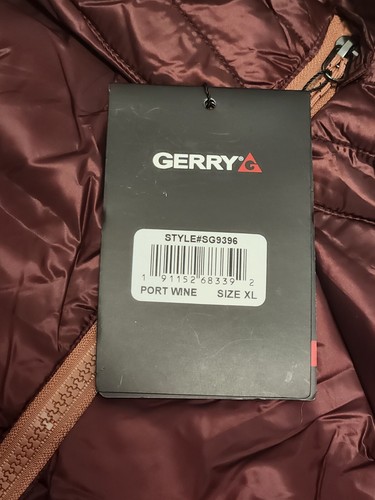 GERRY
STYLE#SG9396
1 91152 68339 2
PORT WINE SIZE XL